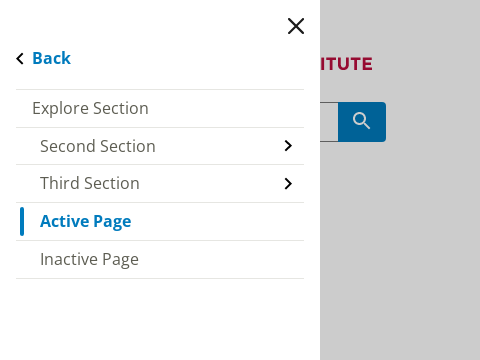 Back
ITUTE
Explore Section
Second Section
Third Section
Active Page
Inactive Page